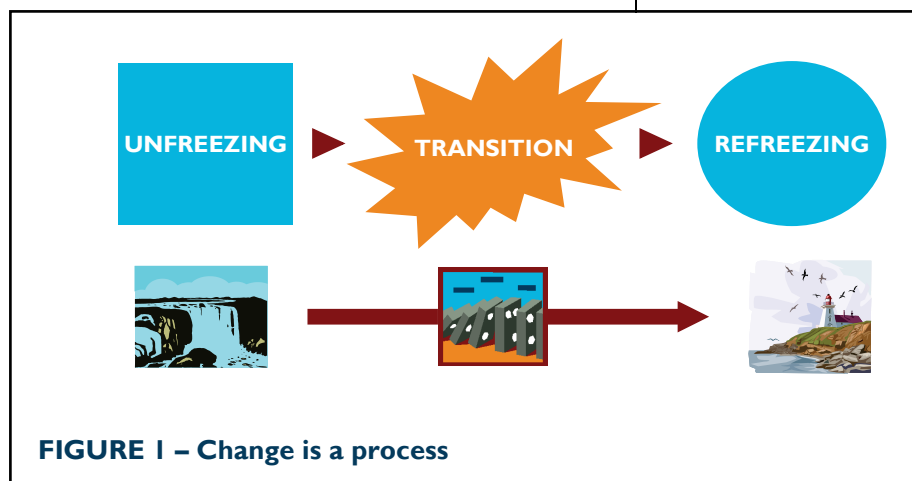 UNFREEZING
TRANSITION
REFREEZING
FIGURE 1 – Change is a process